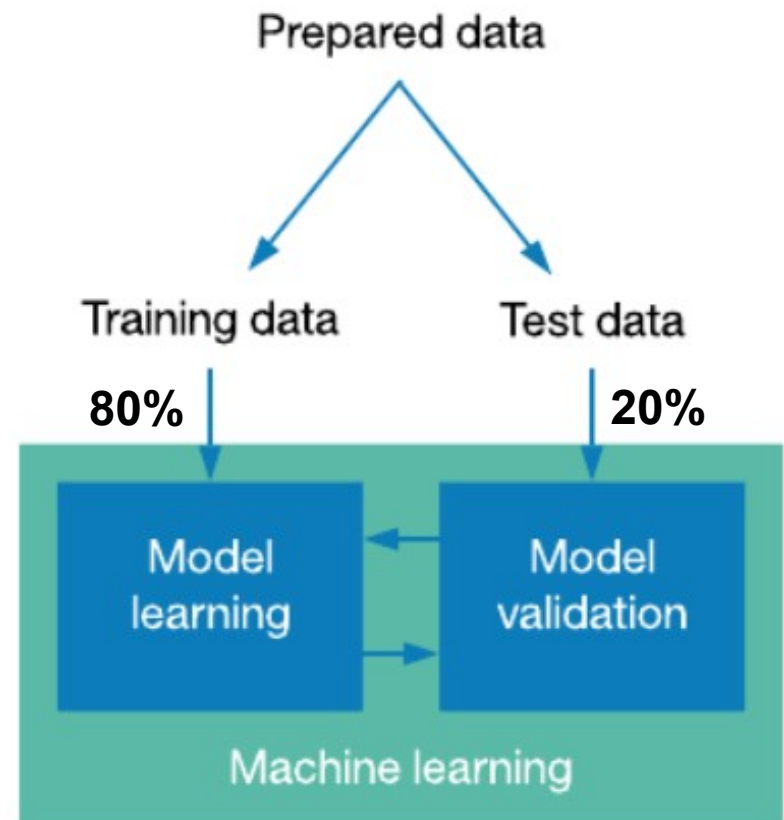 Prepared data
Training data
Test data
80%
20%
Model
learning
Model
validation
Machine learning